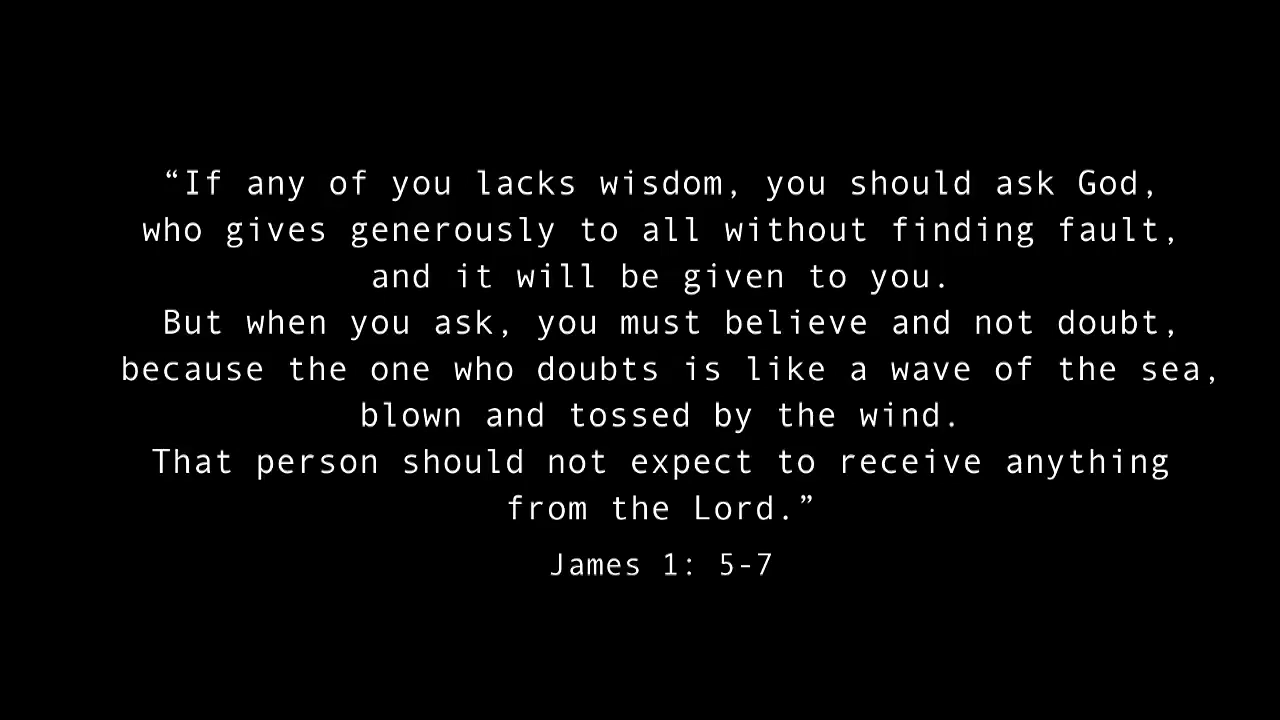 “If any of you lacks wisdom, you should ask God,
who gives generously to all without finding fault,
and it will be given to you.
But when you ask, you must believe and not doubt,
because the one who doubts is like a wave of the sea,
blown and tossed by the wind.
That person should not expect to receive anything
from the Lord.”
James 1: 5-7